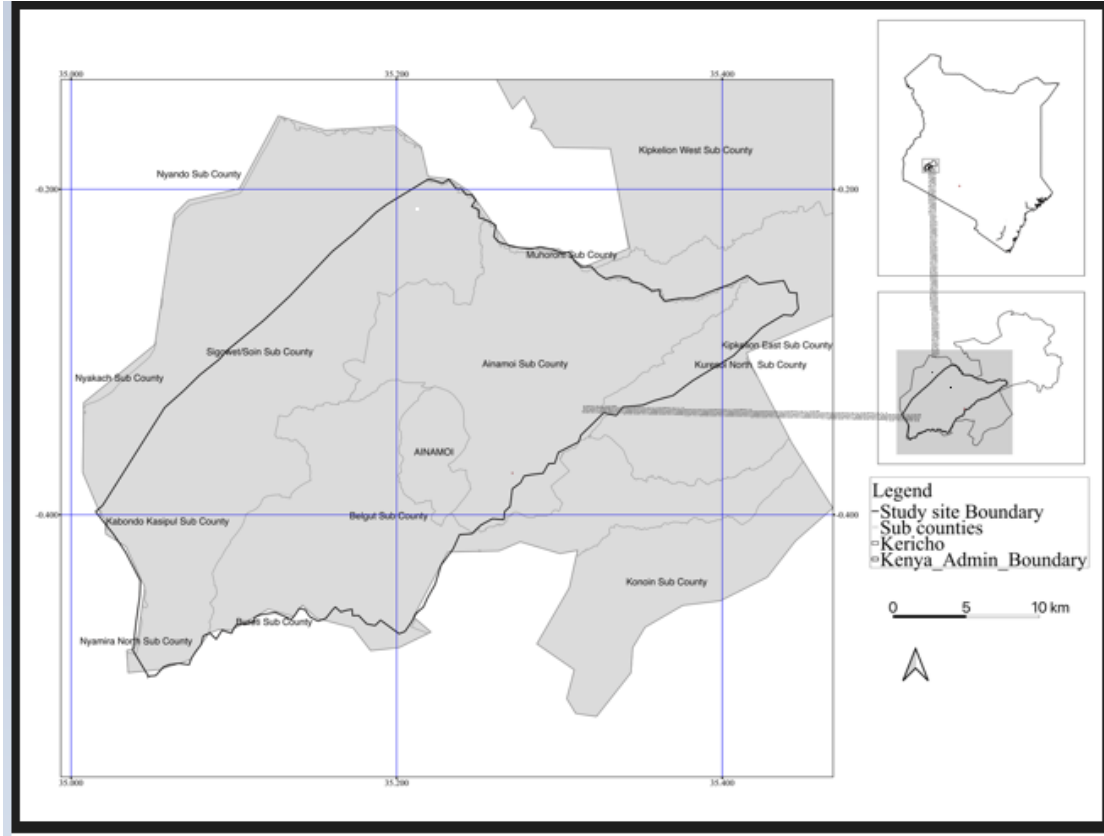 35.000
35.200
35.400
Kipkelion West Sub County
Nyando Sub County
-0.200
-0.200
Muhoroni Sub County
Sigowet/Soin Sub County
Kipkelion East Sub County
Ainamoi Sub County
Kuresoi North Sub County
Nyakach Sub County
AINAMOI
Legend
Study site Boundary
Sub counties
Kericho
Kenya_Admin_Boundary
-0.400
Kabondo Kasipul Sub County
Belgut Sub County
-0.400
Konoin Sub County
0 5 10 km
Bureti Sub County
Nyamira North Sub County
35.000
35.200
35.400